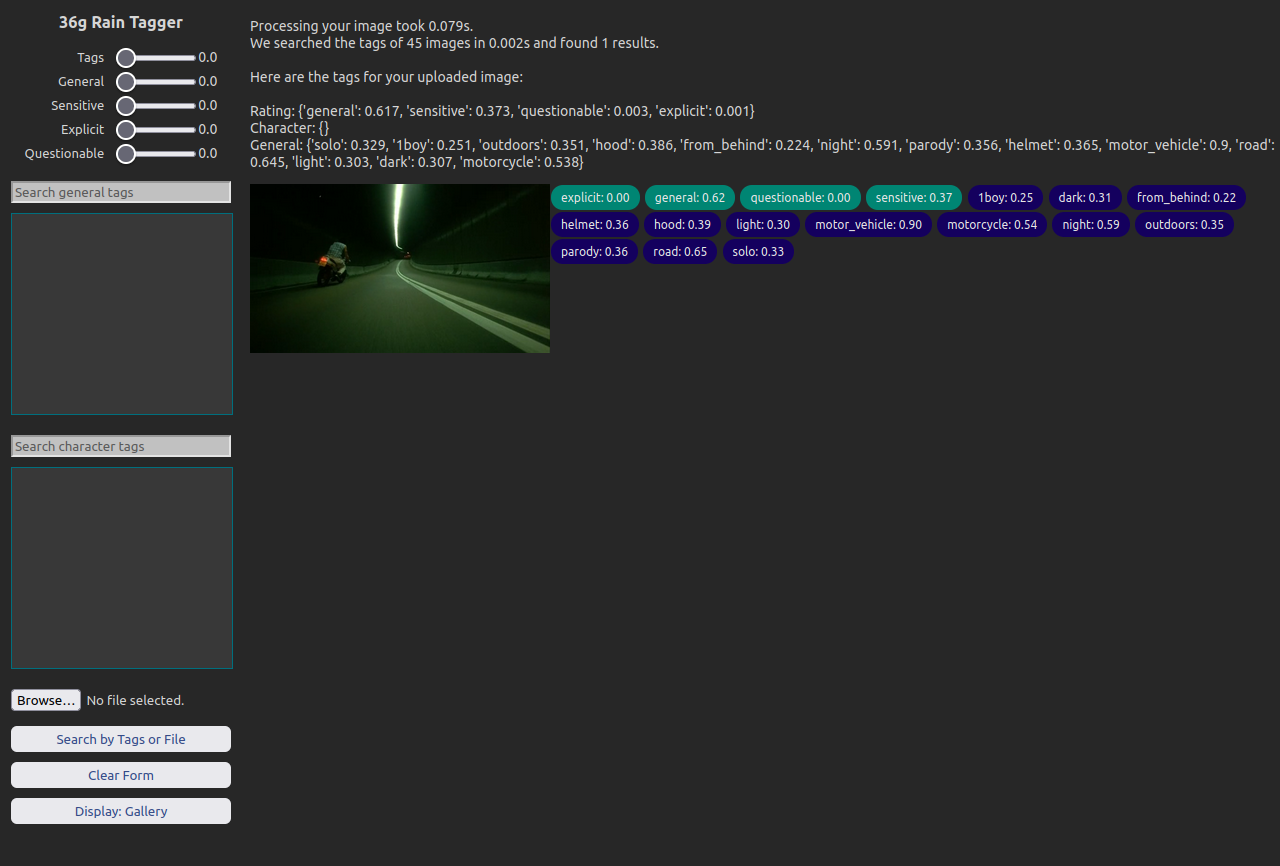 36g Rain Tagger
Tags 0.0
General 0.0
Sensitive 0.0
Explicit 0.0
Questionable 0.0
Search general tags
Search character tags
Browse... No file selected.
Search by Tags or File
Clear Form
Display: Gallery
Processing your image took 0.079s.
We searched the tags of 45 images in 0.002s and found 1 results.
Here are the tags for your uploaded image:
Rating: {'general': 0.617, 'sensitive': 0.373, 'questionable': 0.003, 'explicit': 0.001}
Character: {}
General: {'solo': 0.329, '1boy': 0.251, 'outdoors': 0.351, 'hood': 0.386, 'from_behind': 0.224, 'night': 0.591, 'parody': 0.356, 'helmet': 0.365, 'motor_vehicle': 0.9, 'road':
0.645, 'light': 0.303, 'dark': 0.307, 'motorcycle': 0.538}
explicit: 0.00 general: 0.62 questionable: 0.00 sensitive: 0.37 1boy: 0.25 dark: 0.31 from_behind: 0.22
helmet: 0.36 hood: 0.39 light: 0.30 motor_vehicle: 0.90 motorcycle: 0.54 night: 0.59 outdoors: 0.35
parody: 0.36 road: 0.65 solo: 0.33